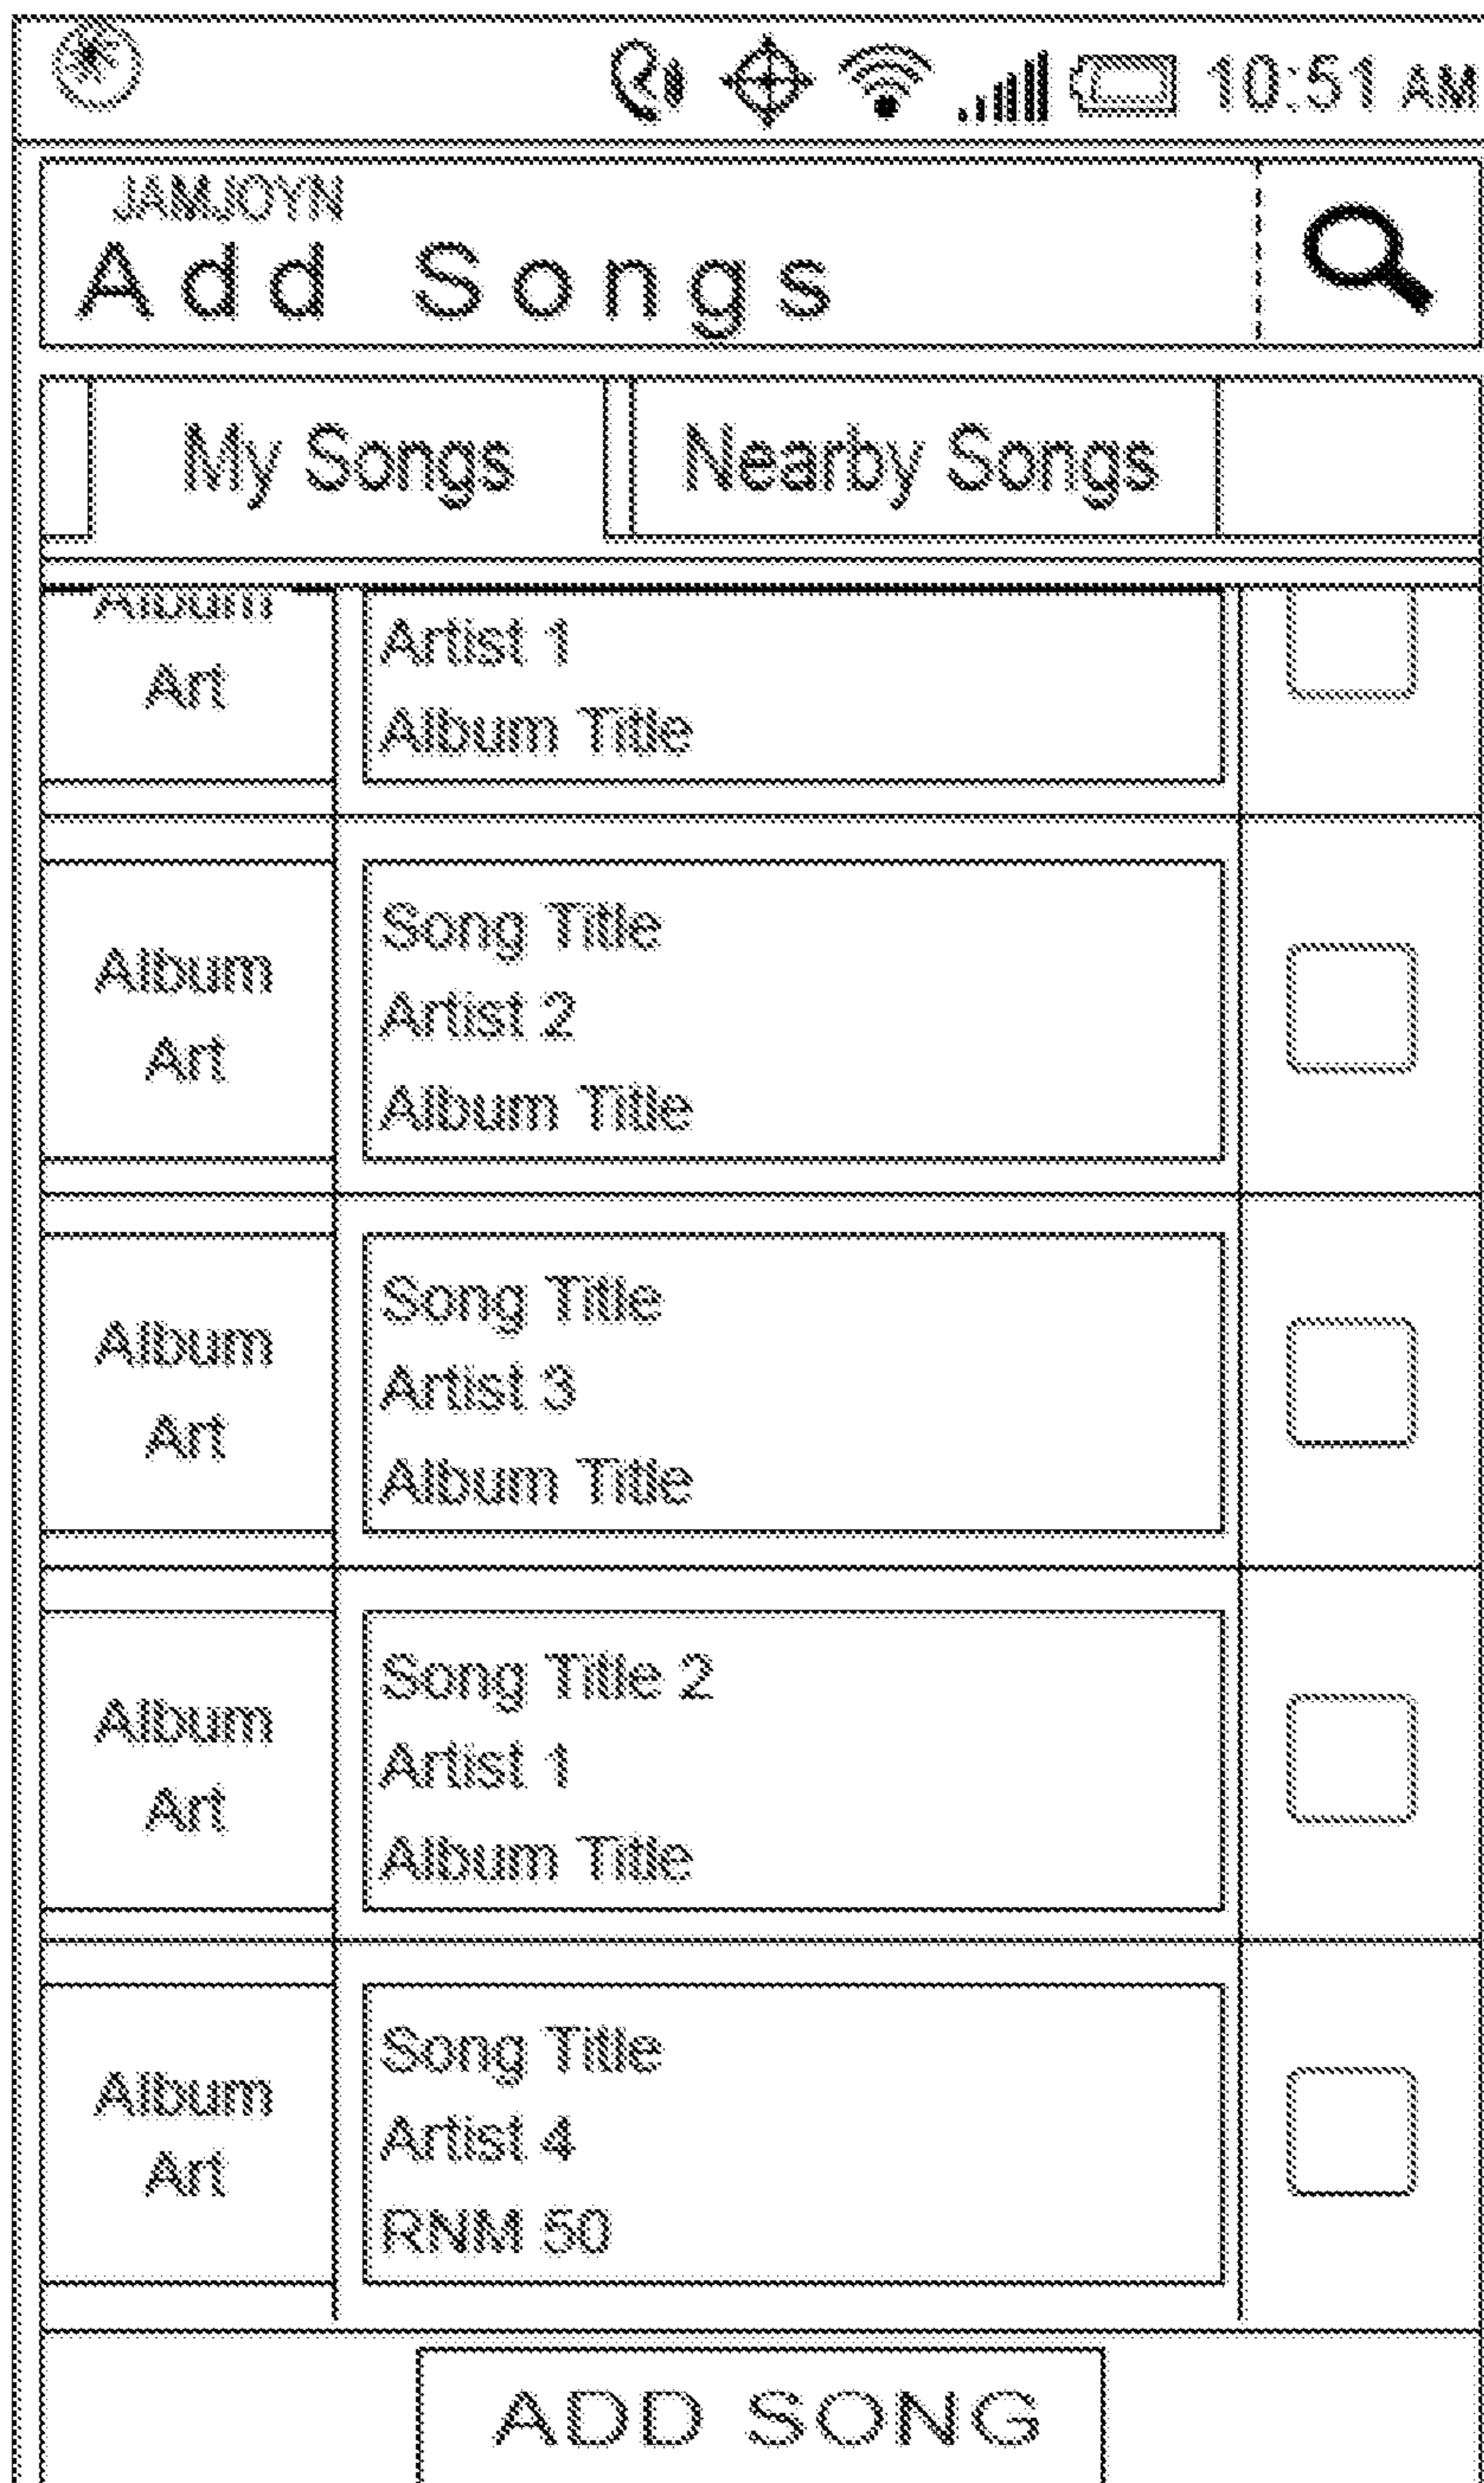 10:51 AM
JAMJOYN
Add Songs
My Songs
Nearby Songs
Album
Art
Artist 1
Album Title
Album
Art
Song Title
Artist 2
Album Title
Album
Art
Song Title
Artist 3
Album Title
Album
Art
Song Title 2
Artist 1
Album Title
Album
Art
Song Title
Artist 4
RNM 50
ADD SONG